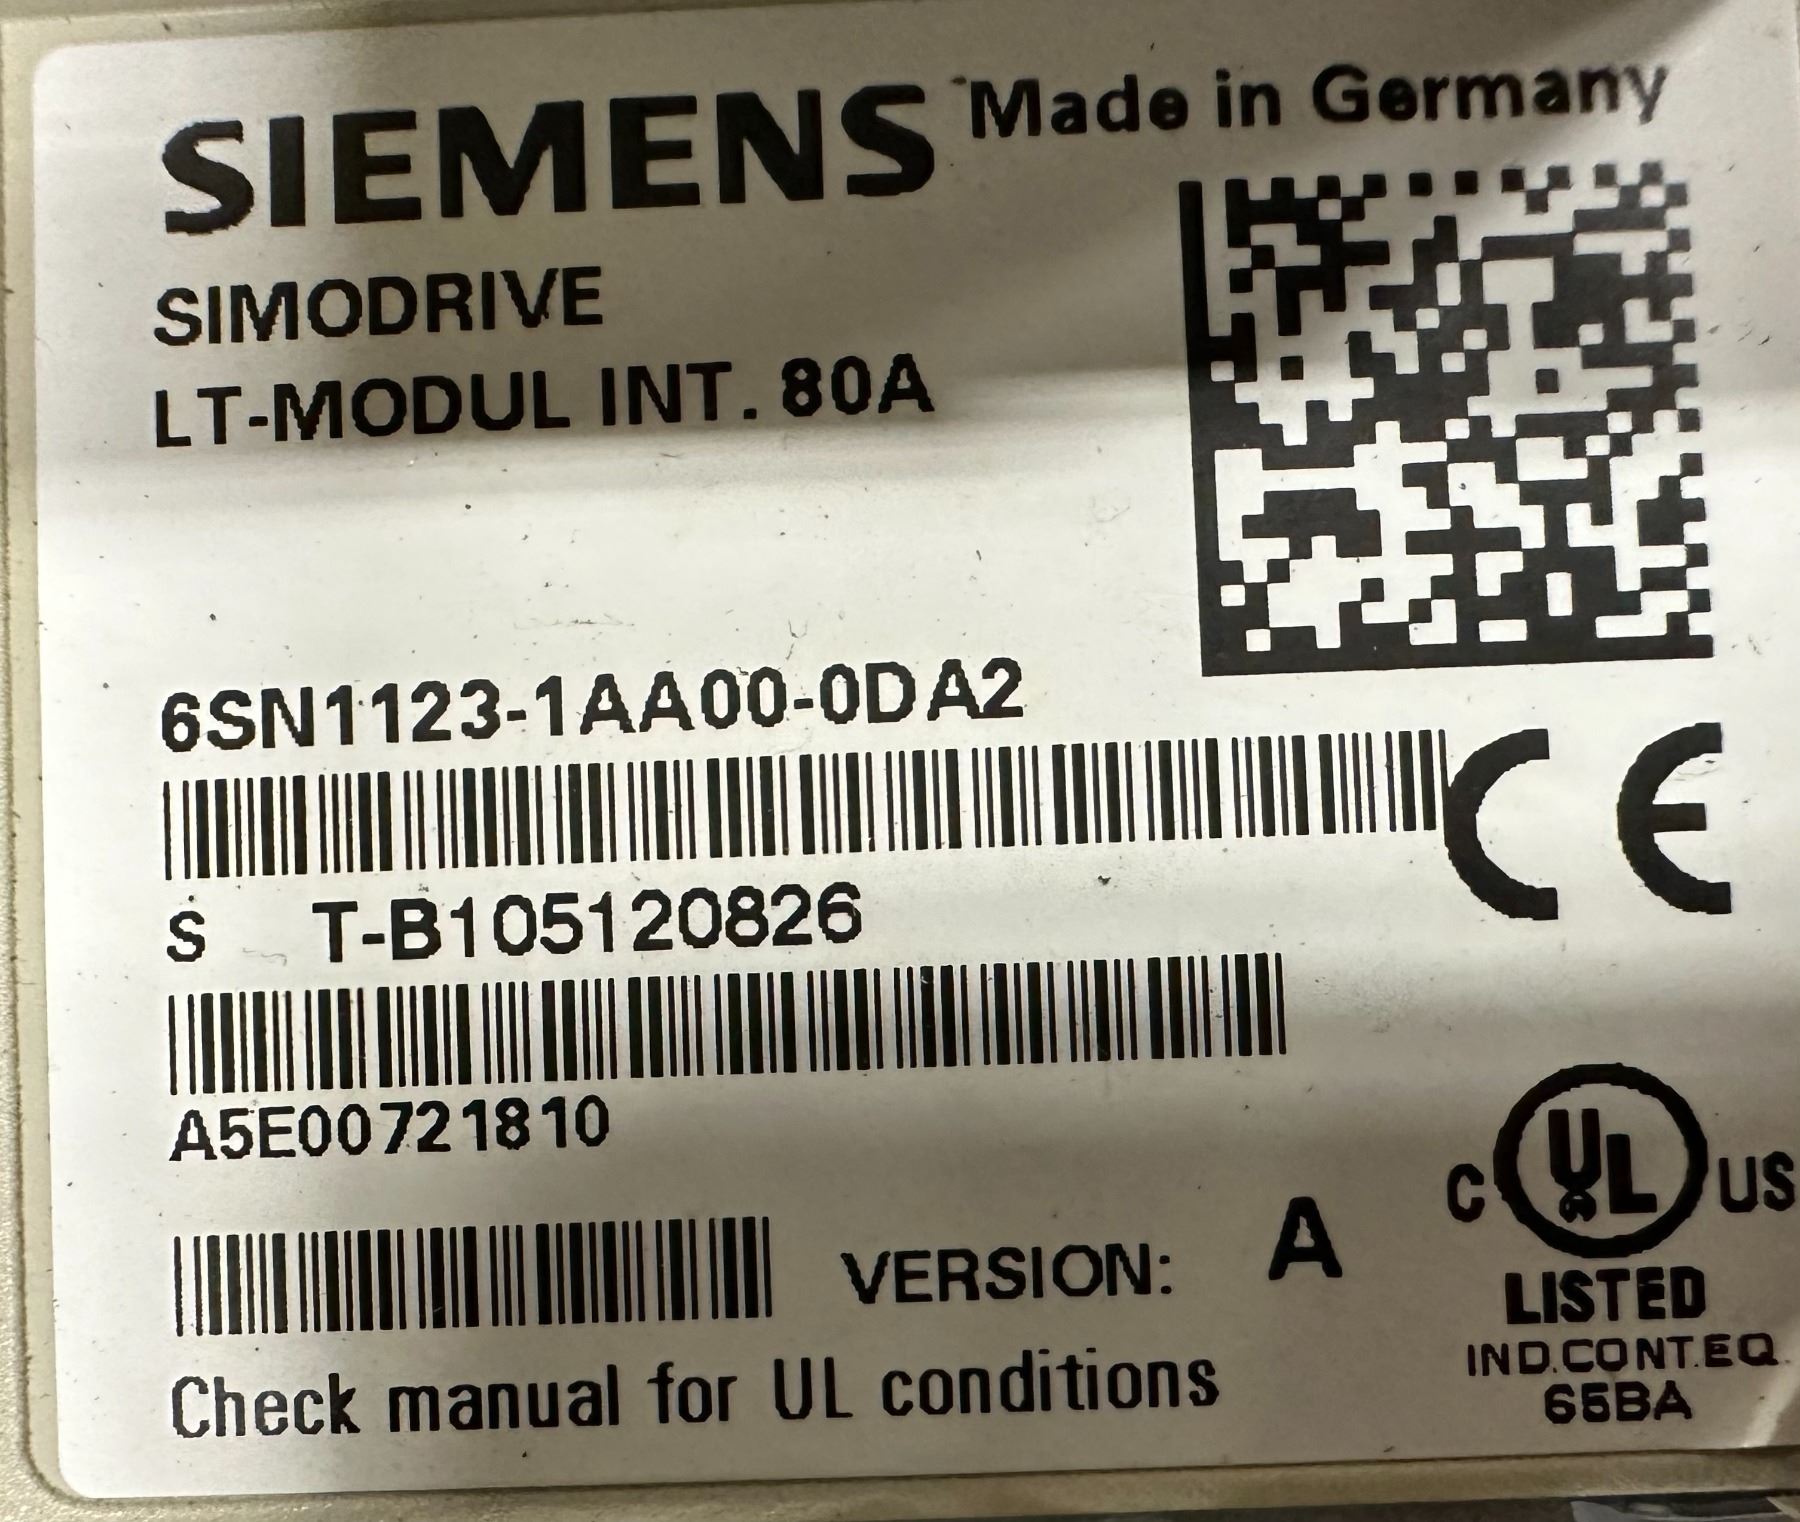 SIEMENS Made in Germany
SIMODRIVE
LT-MODUL INT. 80A
6SN1123-1AA00-0DA2
CE
S T-B105120826
A5E00721810
C UL US
LISTED
IND.CONT.EQ.
65BA
VERSION: A
Check manual for UL conditions